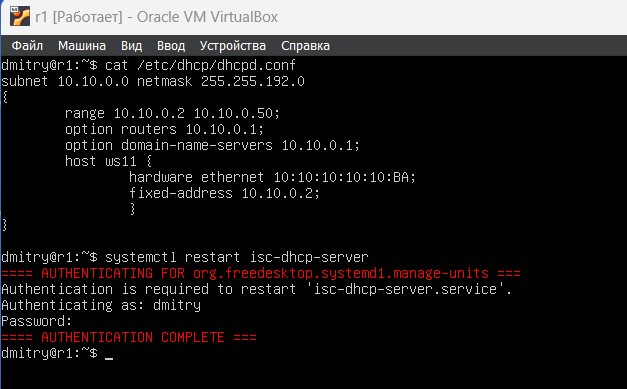 r1 [Работает] - Oracle VM VirtualBox
Файл Машина Вид Ввод Устройства Справка
dmitry@r1:~$ cat /etc/dhcp/dhcpd.conf
subnet 10.10.0.0 netmask 255.255.192.0
{
        range 10.10.0.2 10.10.0.50;
        option routers 10.10.0.1;
        option domain-name-servers 10.10.0.1;
        host ws11 {
                hardware ethernet 10:10:10:10:10:BA;
                fixed-address 10.10.0.2;
                }
}
dmitry@r1:~$ systemctl restart isc-dhcp-server
==== AUTHENTICATING FOR org.freedesktop.systemd1.manage-units ===
Authentication is required to restart 'isc-dhcp-server.service'.
Authenticating as: dmitry
Password:
==== AUTHENTICATION COMPLETE ===
dmitry@r1:~$ _